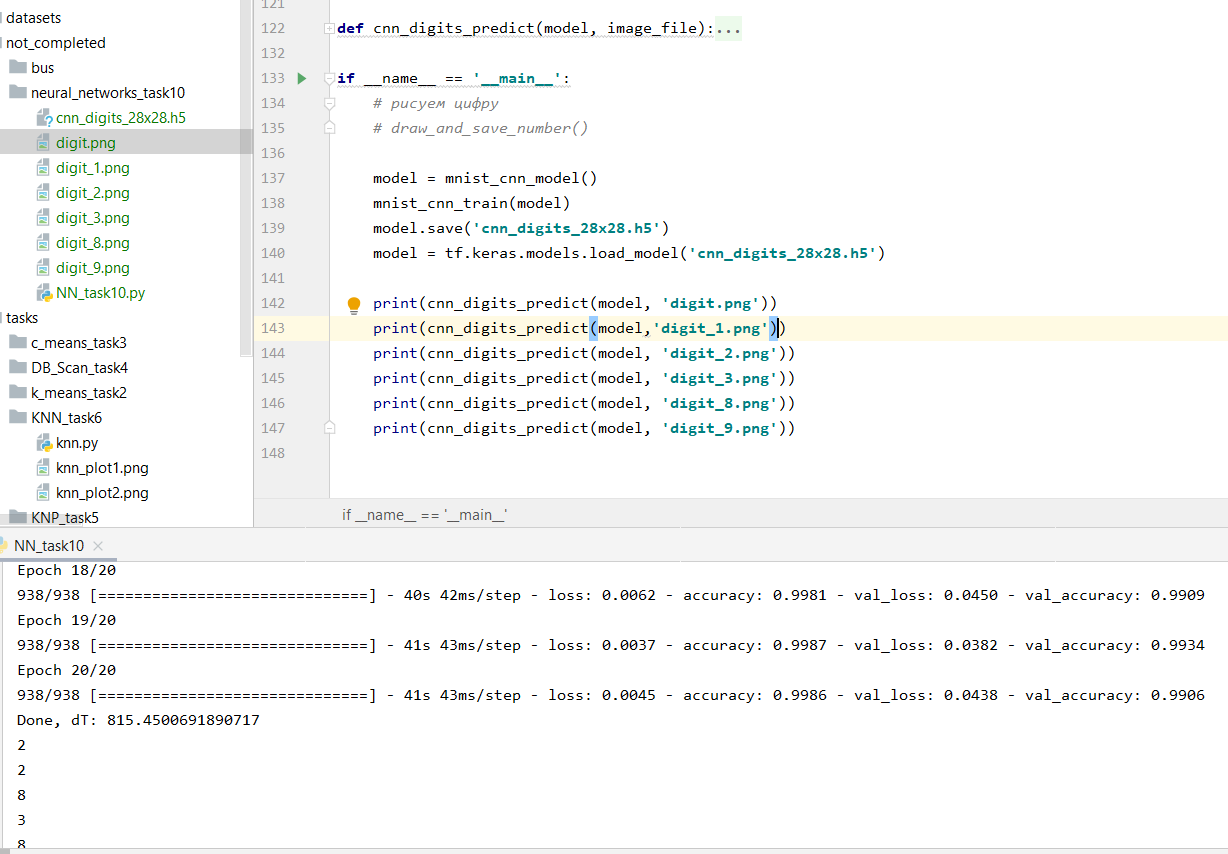 datasets
not_completed
bus
neural_networks_task10
cnn_digits_28x28.h5
digit.png
digit_1.png
digit_2.png
digit_3.png
digit_8.png
digit_9.png
NN_task10.py
tasks
c_means_task3
DB_Scan_task4
k_means_task2
KNN_task6
knn.py
knn_plot1.png
knn_plot2.png
KNP_task5
121
122 def cnn_digits_predict(model, image_file):...
132
133 if __name__ == '__main__':
134 # рисуем цифру
135 # draw_and_save_number()
136
137 model = mnist_cnn_model()
138 mnist_cnn_train(model)
139 model.save('cnn_digits_28x28.h5')
140 model = tf.keras.models.load_model('cnn_digits_28x28.h5')
141
142 print(cnn_digits_predict(model, 'digit.png'))
143 print(cnn_digits_predict(model,'digit_1.png'))
144 print(cnn_digits_predict(model, 'digit_2.png'))
145 print(cnn_digits_predict(model, 'digit_3.png'))
146 print(cnn_digits_predict(model, 'digit_8.png'))
147 print(cnn_digits_predict(model, 'digit_9.png'))
148
if __name__ == '__main__'
NN_task10
Epoch 18/20
938/938 [==============================] - 40s 42ms/step - loss: 0.0062 - accuracy: 0.9981 - val_loss: 0.0450 - val_accuracy: 0.9909
Epoch 19/20
938/938 [==============================] - 41s 43ms/step - loss: 0.0037 - accuracy: 0.9987 - val_loss: 0.0382 - val_accuracy: 0.9934
Epoch 20/20
938/938 [==============================] - 41s 43ms/step - loss: 0.0045 - accuracy: 0.9986 - val_loss: 0.0438 - val_accuracy: 0.9906
Done, dT: 815.4500691890717
2
2
8
3
8